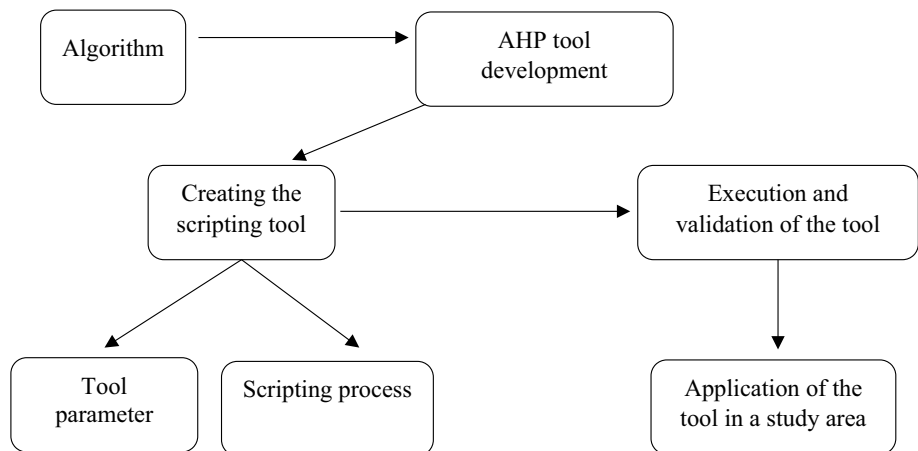 Algorithm
AHP tool
development
Creating the
scripting tool
Execution and
validation of the tool
Tool
parameter
Scripting process
Application of the
tool in a study area